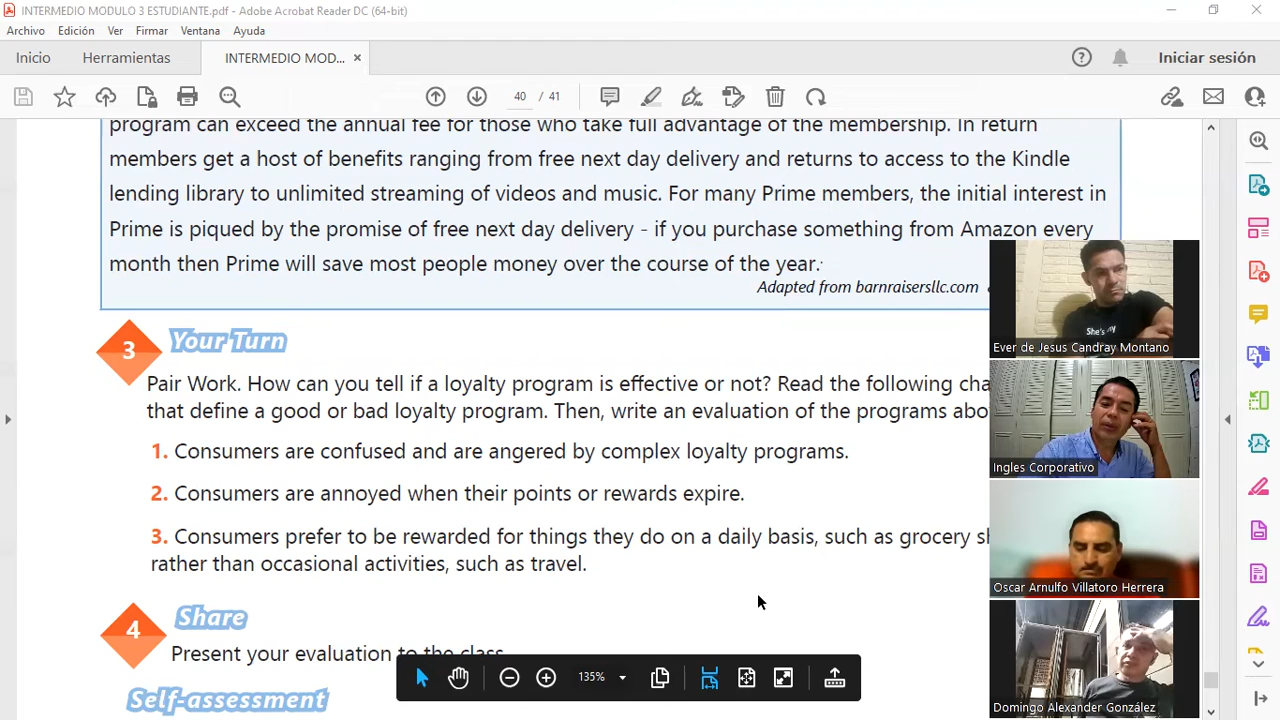 INTERMEDIO MODULO 3 ESTUDIANTE.pdf - Adobe Acrobat Reader DC (64-bit)
Archivo Edición Ver Firmar Ventana Ayuda
Inicio Herramientas INTERMEDIO MOD... × Iniciar sesión
40 / 41
program can exceed the annual fee for those who take full advantage of the membership. In return
members get a host of benefits ranging from free next day delivery and returns to access to the Kindle
lending library to unlimited streaming of videos and music. For many Prime members, the initial interest in
Prime is piqued by the promise of free next day delivery - if you purchase something from Amazon every
month then Prime will save most people money over the course of the year.
Adapted from barnraisersllc.com
3 Your Turn
Pair Work. How can you tell if a loyalty program is effective or not? Read the following cha
that define a good or bad loyalty program. Then, write an evaluation of the programs abo
1. Consumers are confused and are angered by complex loyalty programs.
2. Consumers are annoyed when their points or rewards expire.
3. Consumers prefer to be rewarded for things they do on a daily basis, such as grocery sh
rather than occasional activities, such as travel.
4 Share
Present your evaluation to the class
Self-assessment
135%
She's My
Ever de Jesus Candray Montano
Ingles Corporativo
Oscar Arnulfo Villatoro Herrera
Domingo Alexander González